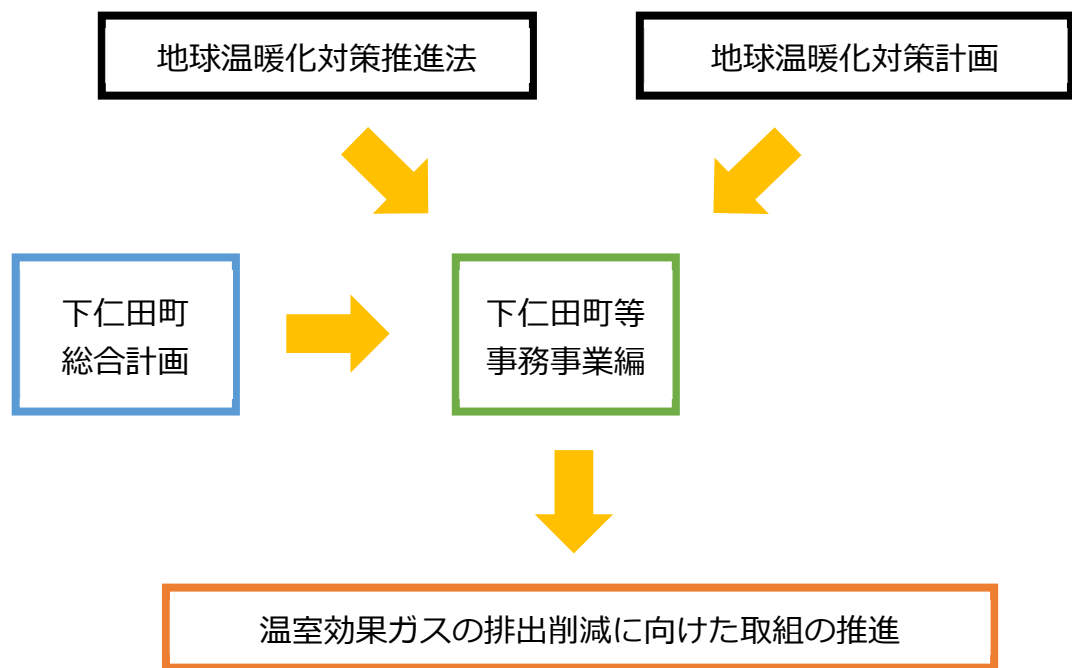 地球温暖化対策推進法
地球温暖化対策計画
下仁田町
総合計画
下仁田町等
事務事業編
温室効果ガスの排出削減に向けた取組の推進